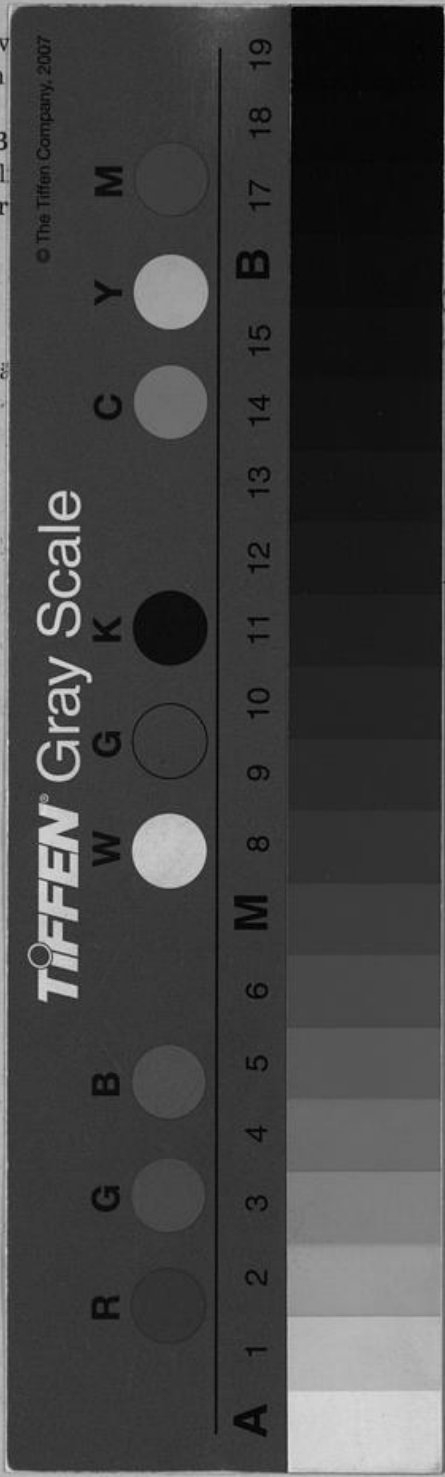 TIFFEN® Gray Scale
© The Tiffen Company, 2007
R G B W G K C Y M
A 1 2 3 4 5 6 M 8 9 10 11 12 13 14 15 B 17 18 19